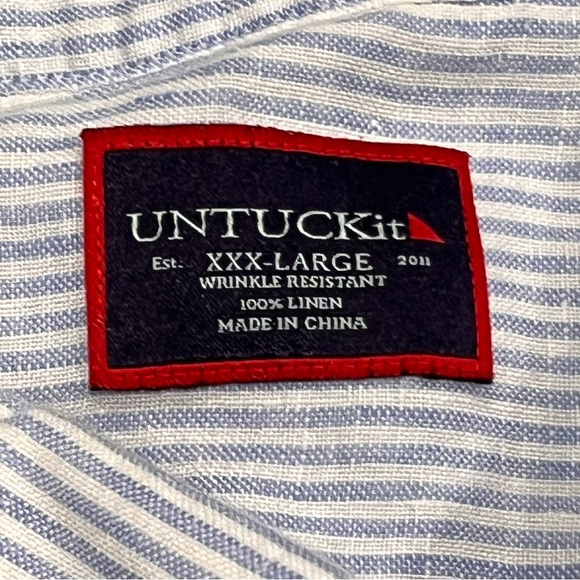 UNTUCKit
Est. XXX-LARGE 2011
WRINKLE RESISTANT
100% LINEN
MADE IN CHINA